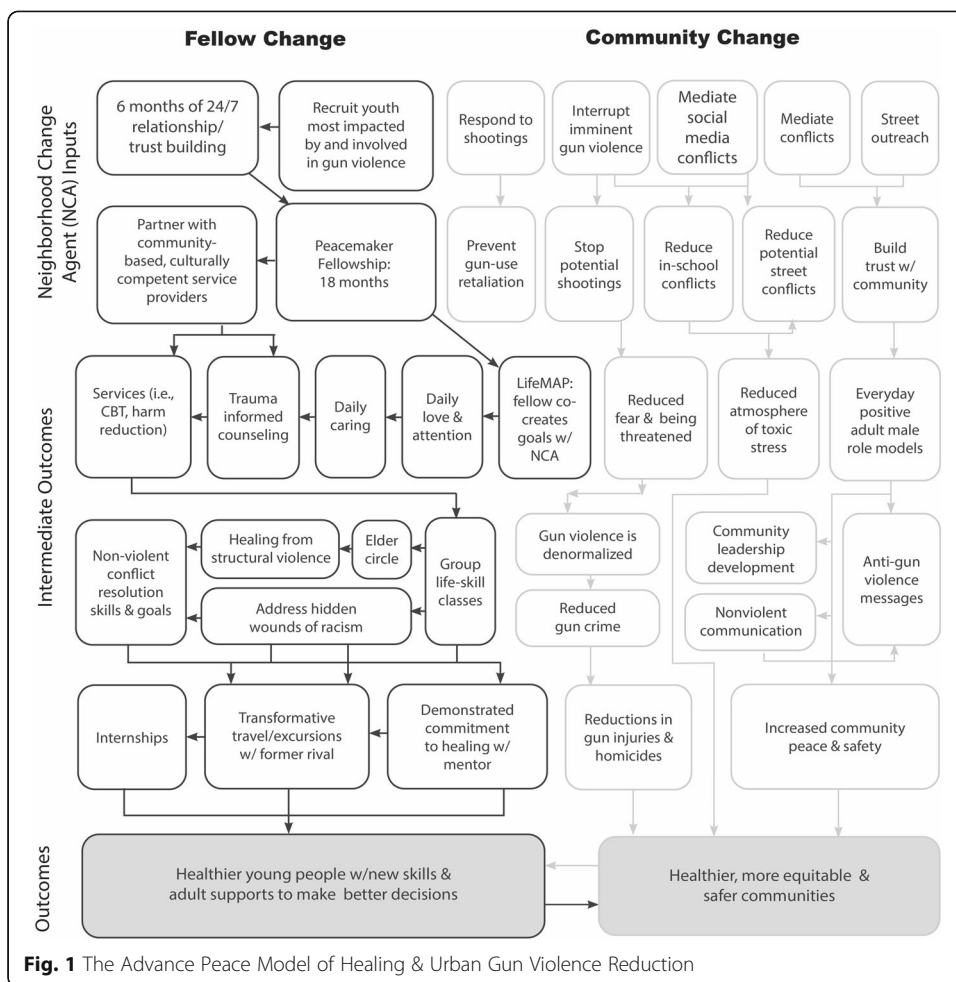 Fellow Change
Community Change
Neighborhood Change
Agent (NCA) Inputs
6 months of 24/7
relationship/
trust building
Recruit youth
most impacted
by and involved
in gun violence
Respond to
shootings
Interrupt
imminent
gun violence
Mediate
social
media
conflicts
Mediate
conflicts
Street
outreach
Partner with
community-
based, culturally
competent service
providers
Peacemaker
Fellowship:
18 months
Prevent
gun-use
retaliation
Stop
potential
shootings
Reduce
in-school
conflicts
Reduce
potential
street
conflicts
Build
trust w/
community
Intermediate Outcomes
Services (i.e.,
CBT, harm
reduction)
Trauma
informed
counseling
Daily
caring
Daily
love &
attention
LifeMAP:
fellow co-
creates
goals w/
NCA
Reduced
fear & being
threatened
Reduced
atmosphere
of toxic
stress
Everyday
positive
adult male
role models
Non-violent
conflict
resolution
skills & goals
Healing from
structural violence
Elder
circle
Group
life-skill
classes
Address hidden
wounds of racism
Gun violence is
denormalized
Reduced
gun crime
Community
leadership
development
Nonviolent
communication
Anti-gun
violence
messages
Internships
Transformative
travel/excursions
w/ former rival
Demonstrated
commitment
to healing w/
mentor
Reductions in
gun injuries &
homicides
Increased community
peace & safety
Outcomes
Healthier young people w/new skills &
adult supports to make better decisions
Healthier, more equitable &
safer communities
Fig. 1 The Advance Peace Model of Healing & Urban Gun Violence Reduction